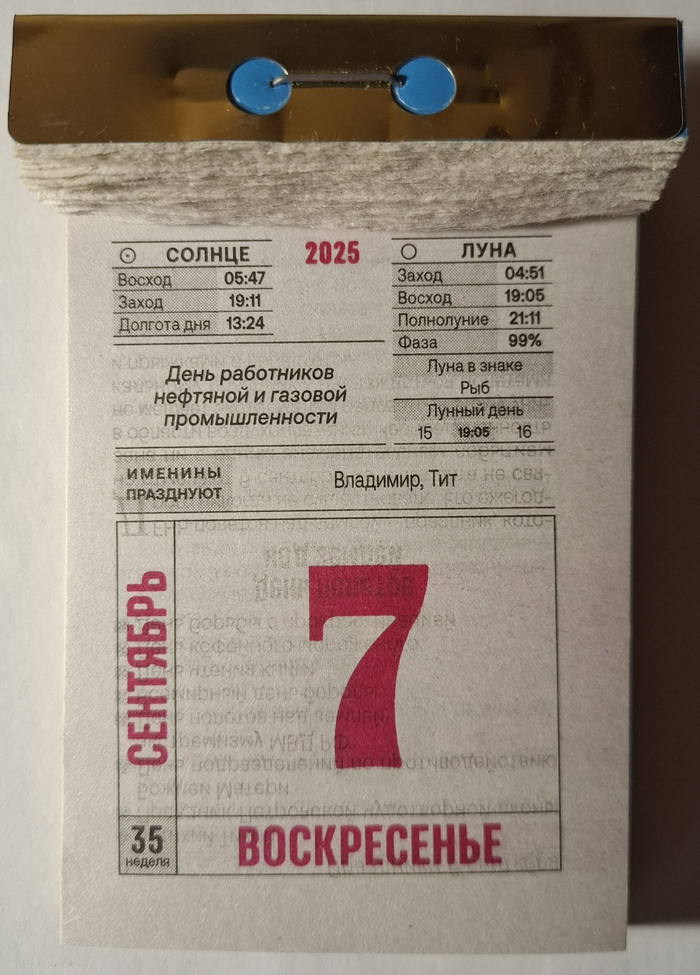 СОЛНЦЕ
Восход 05:47
Заход 19:11
Долгота дня 13:24
2025
ЛУНА
Заход 04:51
Восход 19:05
Полнолуние 21:11
Фаза 99%
Луна в знаке
Рыб
Лунный день
15 19:05 16
День работников
нефтяной и газовой
промышленности
ИМЕНИНЫ
ПРАЗДНУЮТ
Владимир, Тит
СЕНТЯБРЬ
7
35
неделя
ВОСКРЕСЕНЬЕ